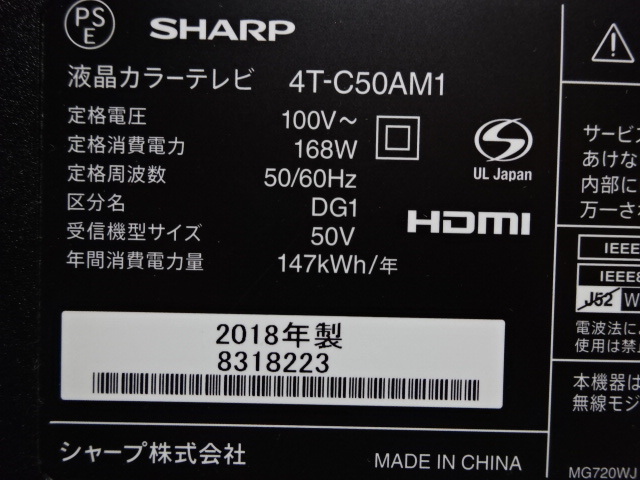 PS
E
SHARP
液晶カラーテレビ 4T-C50AM1
定格電圧 100V～
定格消費電力 168W
定格周波数 50/60Hz
区分名 DG1
受信機型サイズ 50V
年間消費電力量 147kWh/年
UL Japan
HDMI
2018年製
8318223
シャープ株式会社 MADE IN CHINA
サービス
あけな
内部に
万一さ
IEEE
IEEE8
J52 W
電波法に
使用は禁
本機器は
無線モジ
MG720WJ